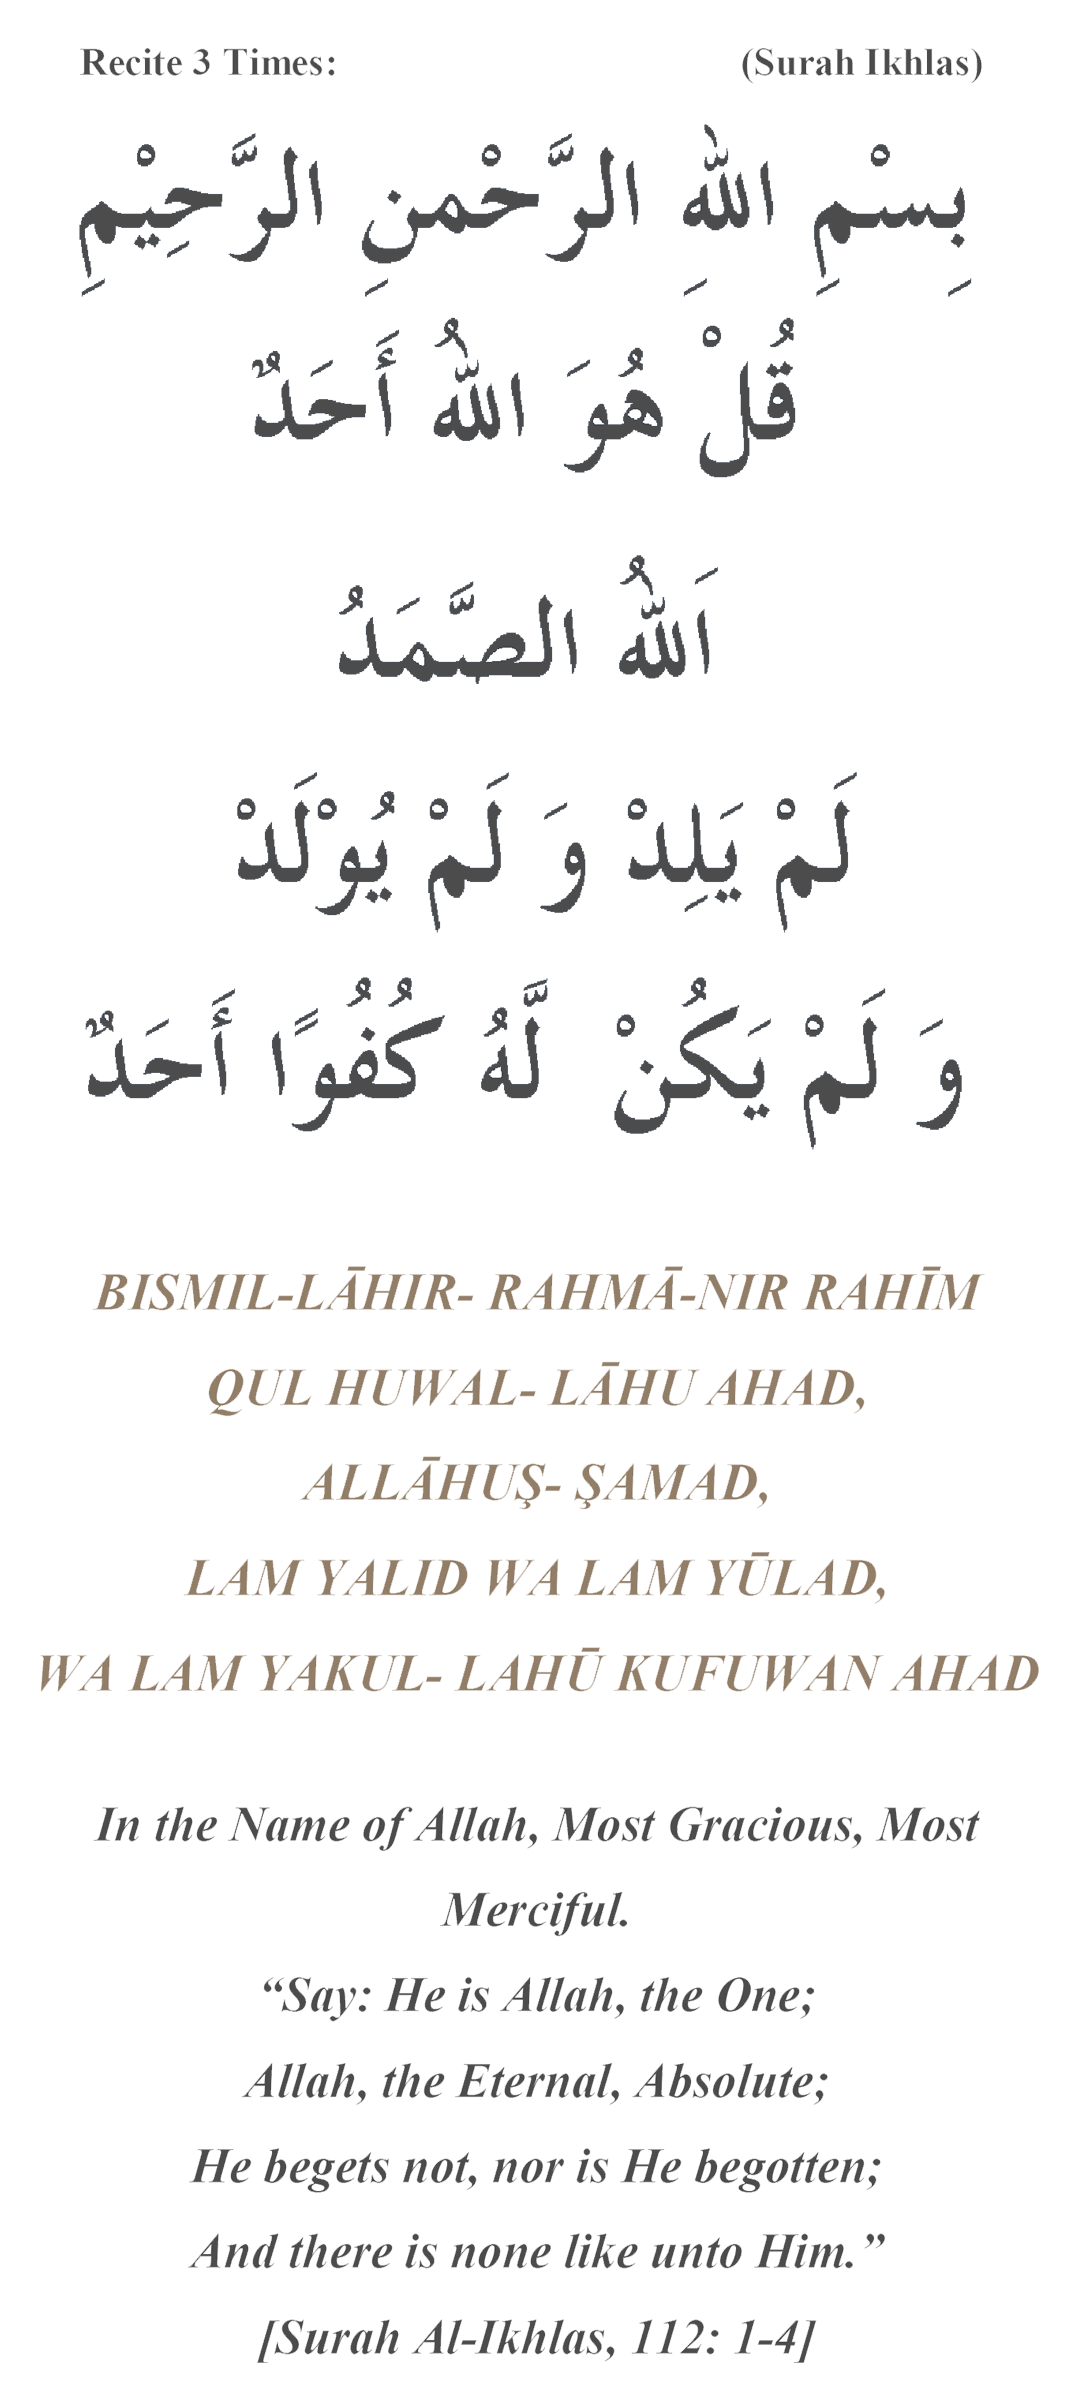 Recite 3 Times: (Surah Ikhlas)
بِسْمِ اللهِ الرَّحْمنِ الرَّحِيْمِ
قُلْ هُوَ اللهُ أَحَدٌ
اَللهُ الصَّمَدُ
لَمْ يَلِدْ وَ لَمْ يُوْلَدْ
وَ لَمْ يَكُنْ لَّهُ كُفُوًا أَحَدٌ
BISMIL-LĀHIR- RAHMĀ-NIR RAHĪM
QUL HUWAL- LĀHU AHAD,
ALLĀHUŞ- ŞAMAD,
LAM YALID WA LAM YŪLAD,
WA LAM YAKUL- LAHŪ KUFUWAN AHAD
In the Name of Allah, Most Gracious, Most
Merciful.
“Say: He is Allah, the One;
Allah, the Eternal, Absolute;
He begets not, nor is He begotten;
And there is none like unto Him.”
[Surah Al-Ikhlas, 112: 1-4]